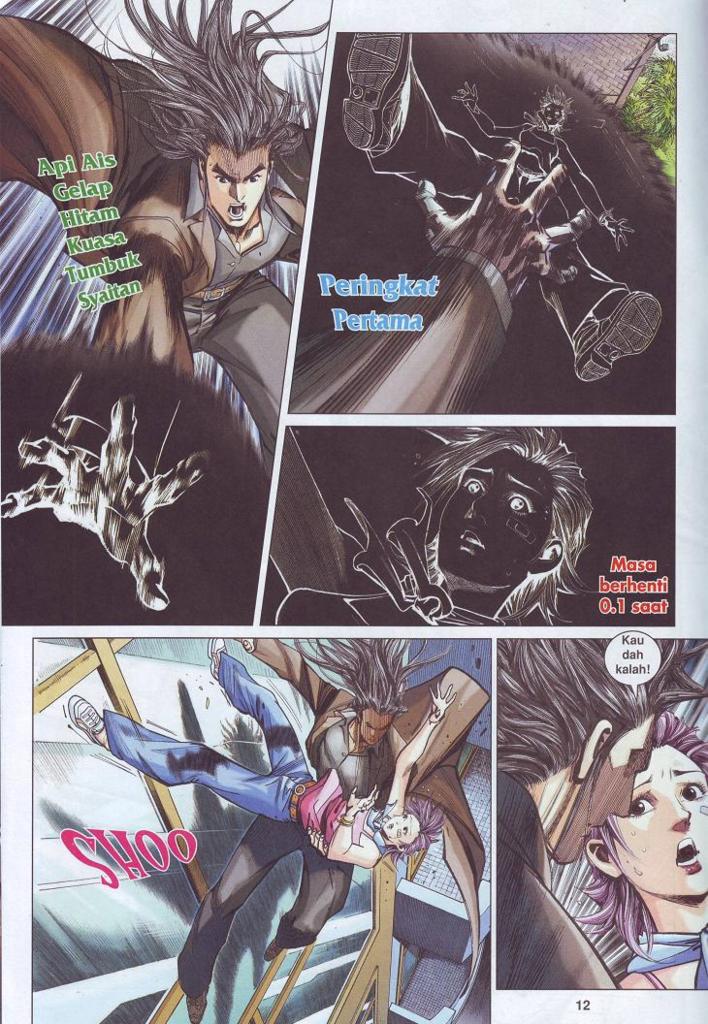 Api Ais
Gelap
Hitam
Kuasa
Tumbuk
Syaitan
Peringkat
Pertama
Masa
berhenti
0.1 saat
SHOO
Kau
dah
kalah!
12